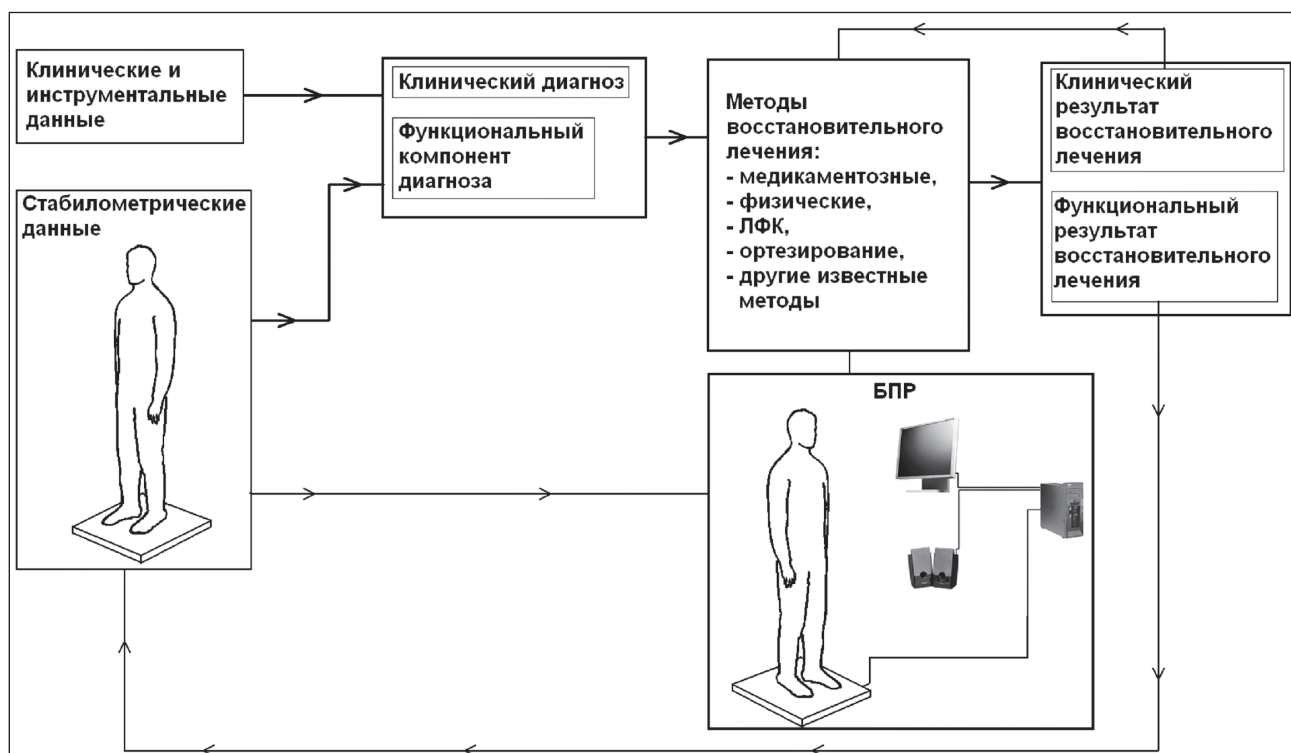 Клинические и
инструментальные
данные
Стабилометрические
данные
Клинический диагноз
Функциональный
компонент
диагноза
Методы
восстановительного
лечения:
- медикаментозные,
- физические,
- ЛФК,
- ортезирование,
- другие известные
методы
Клинический
результат
восстановительного
лечения
Функциональный
результат
восстановительного
лечения
БПР